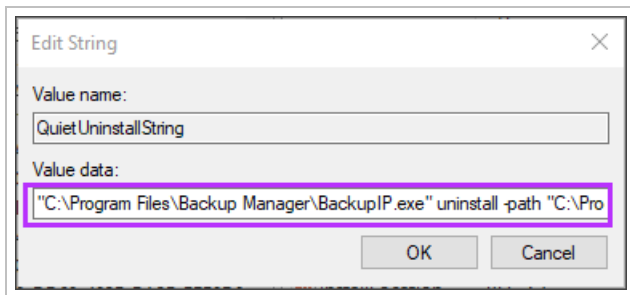 Edit String
Value name:
QuietUninstallString
Value data:
"C:\Program Files\Backup Manager\BackupIP.exe" uninstall -path "C:\Pro
OK
Cancel